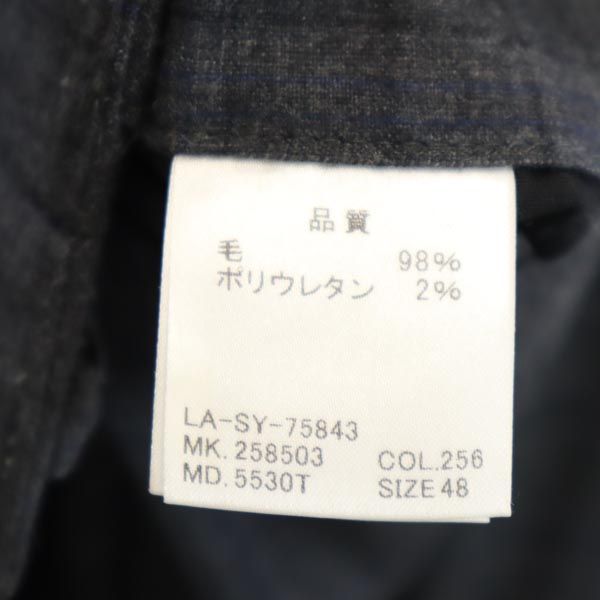 品質
毛 98%
ポリウレタン 2%
LA-SY-75843
MK.258503 COL.256
MD.5530T SIZE 48